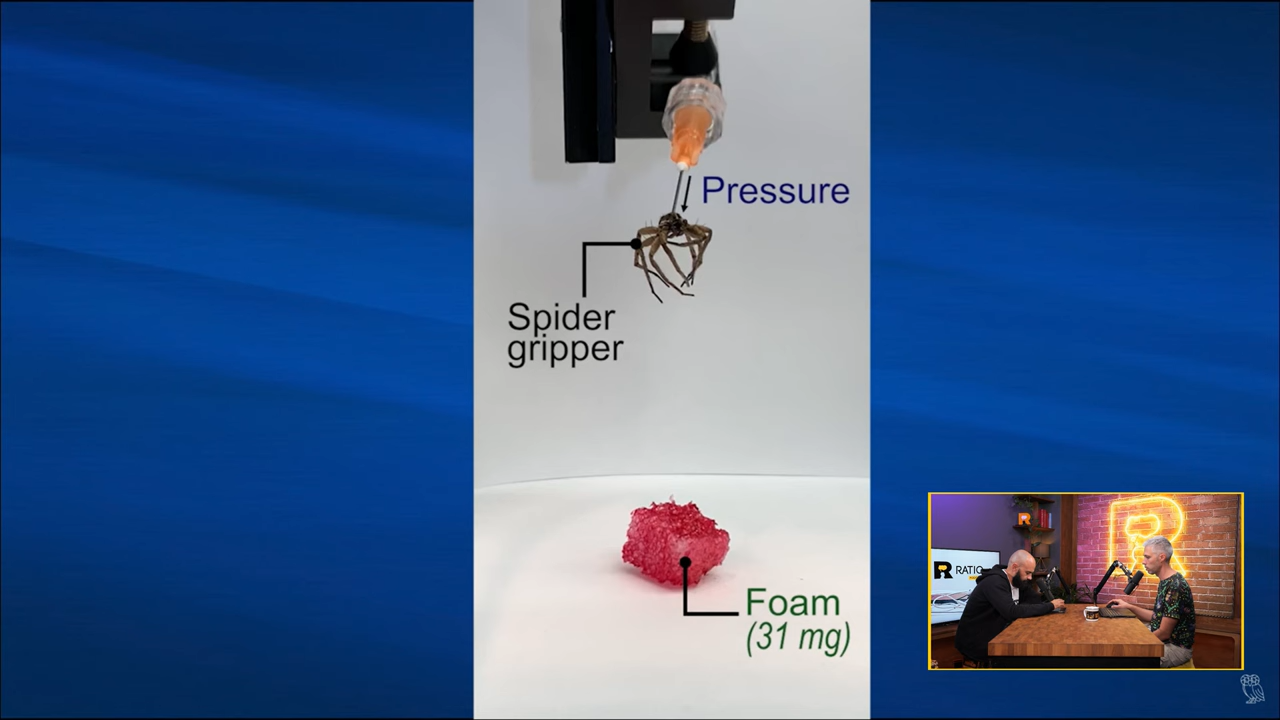 Pressure
Spider
gripper
Foam
(31 mg)
R
R RATIO